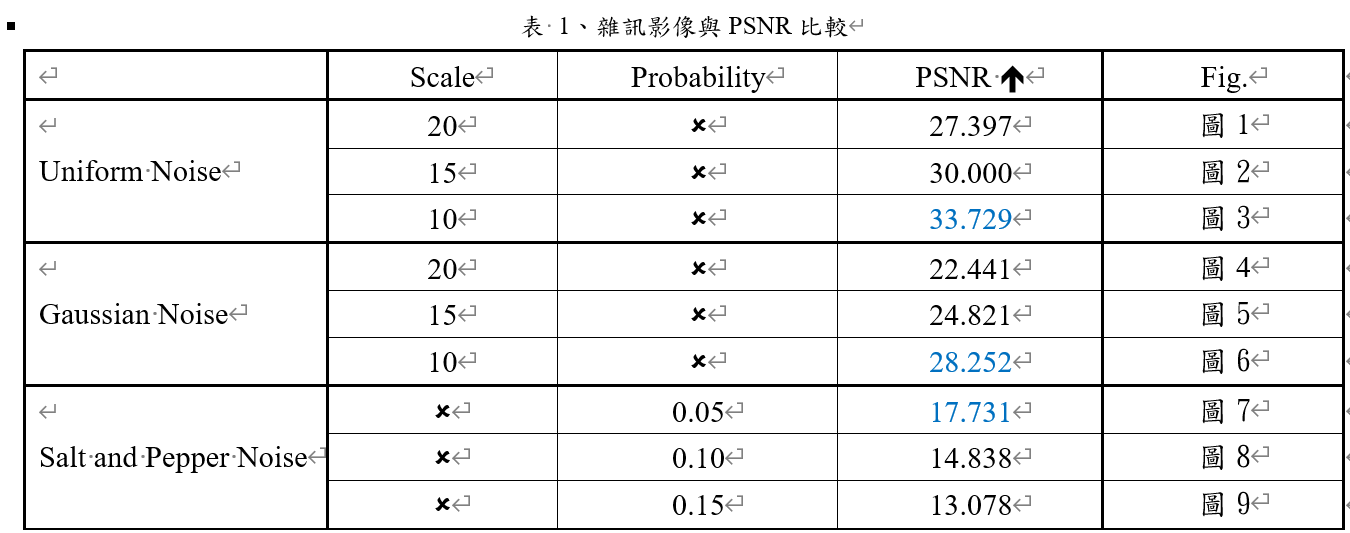 表 1、雜訊影像與 PSNR 比較
Scale Probability PSNR 🡅 Fig.
20 ✘ 27.397 圖 1
Uniform Noise 15 ✘ 30.000 圖 2
10 ✘ 33.729 圖 3
20 ✘ 22.441 圖 4
Gaussian Noise 15 ✘ 24.821 圖 5
10 ✘ 28.252 圖 6
✘ 0.05 17.731 圖 7
Salt and Pepper Noise ✘ 0.10 14.838 圖 8
✘ 0.15 13.078 圖 9